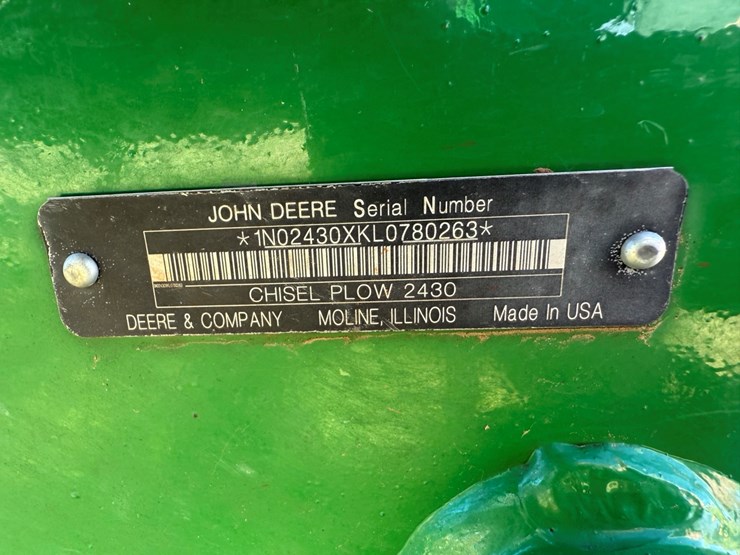 JOHN DEERE Serial Number
*1N02430XKL0780263*
CHISEL PLOW 2430
DEERE & COMPANY MOLINE, ILLINOIS Made In USA